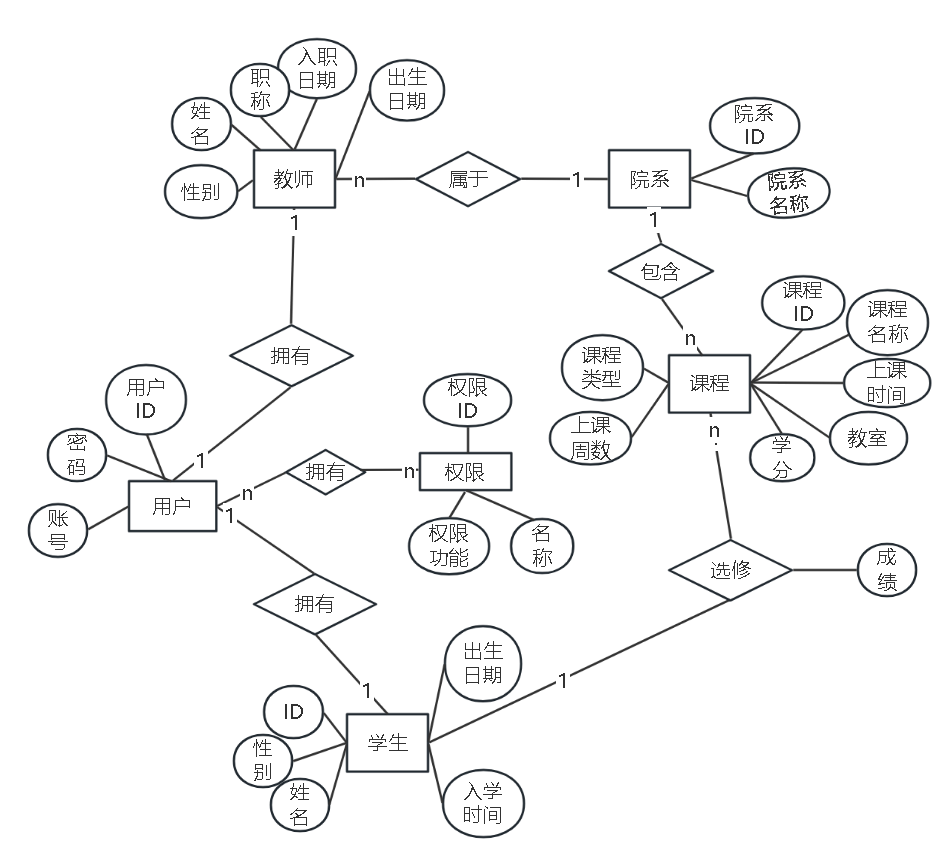 入职
日期
职
称
出生
日期
姓
名
院系
ID
教师
n
属于
1
院系
性别
院系
名称
1
1
包含
课程
ID
课程
名称
n
拥有
课程
类型
课程
上课
时间
用户
ID
权限
ID
上课
周数
n
学
分
教室
密
码
1
拥有
n
权限
n
用户
1
账
号
权限
功能
名
称
选修
成
绩
拥有
出生
日期
1
1
ID
学生
性
别
姓
名
入学
时间